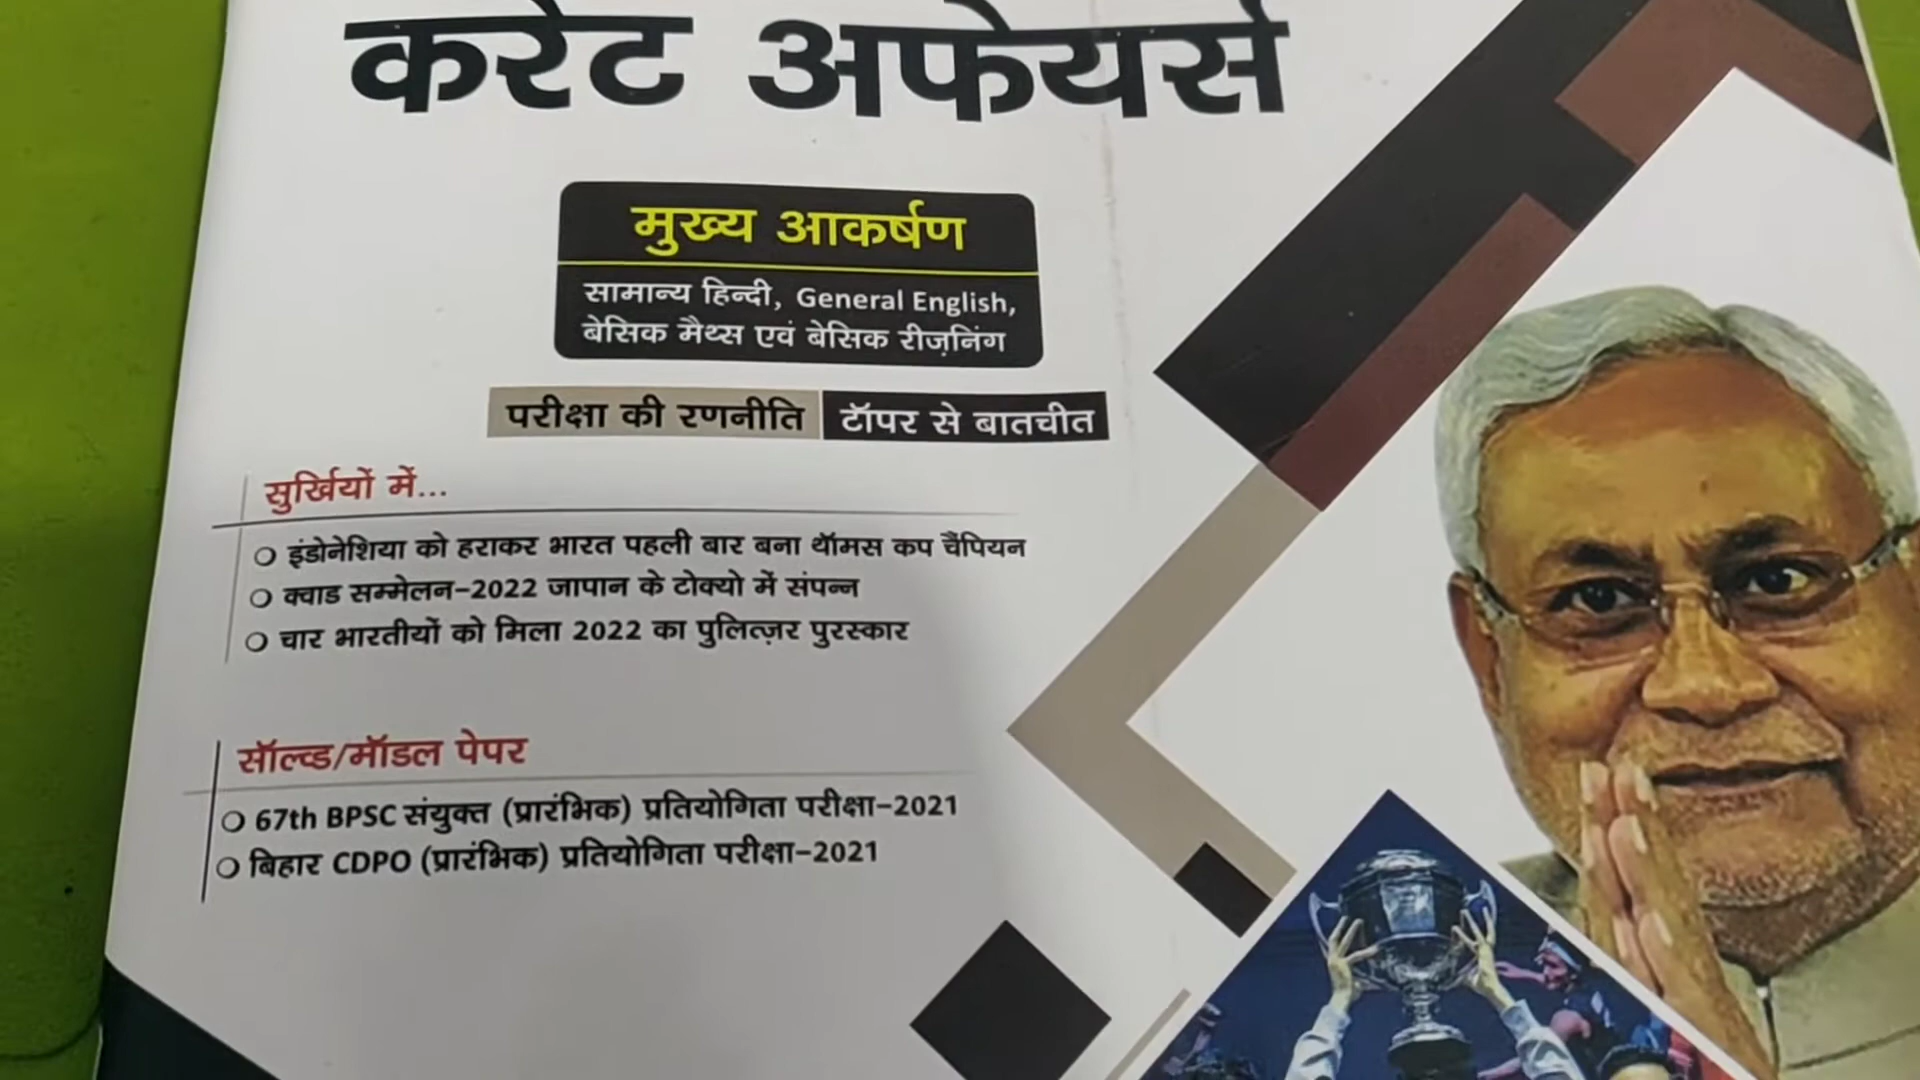 करेंट अफेयर्स
मुख्य आकर्षण
सामान्य हिन्दी, General English,
बेसिक मैथ्स एवं बेसिक रीज़निंग
परीक्षा की रणनीति टॉपर से बातचीत
सुर्खियों में...
इंडोनेशिया को हराकर भारत पहली बार बना थॉमस कप चैंपियन
क्वाड सम्मेलन-2022 जापान के टोक्यो में संपन्न
चार भारतीयों को मिला 2022 का पुलित्ज़र पुरस्कार
सॉल्व्ड/मॉडल पेपर
67th BPSC संयुक्त (प्रारंभिक) प्रतियोगिता परीक्षा-2021
बिहार CDPO (प्रारंभिक) प्रतियोगिता परीक्षा-2021